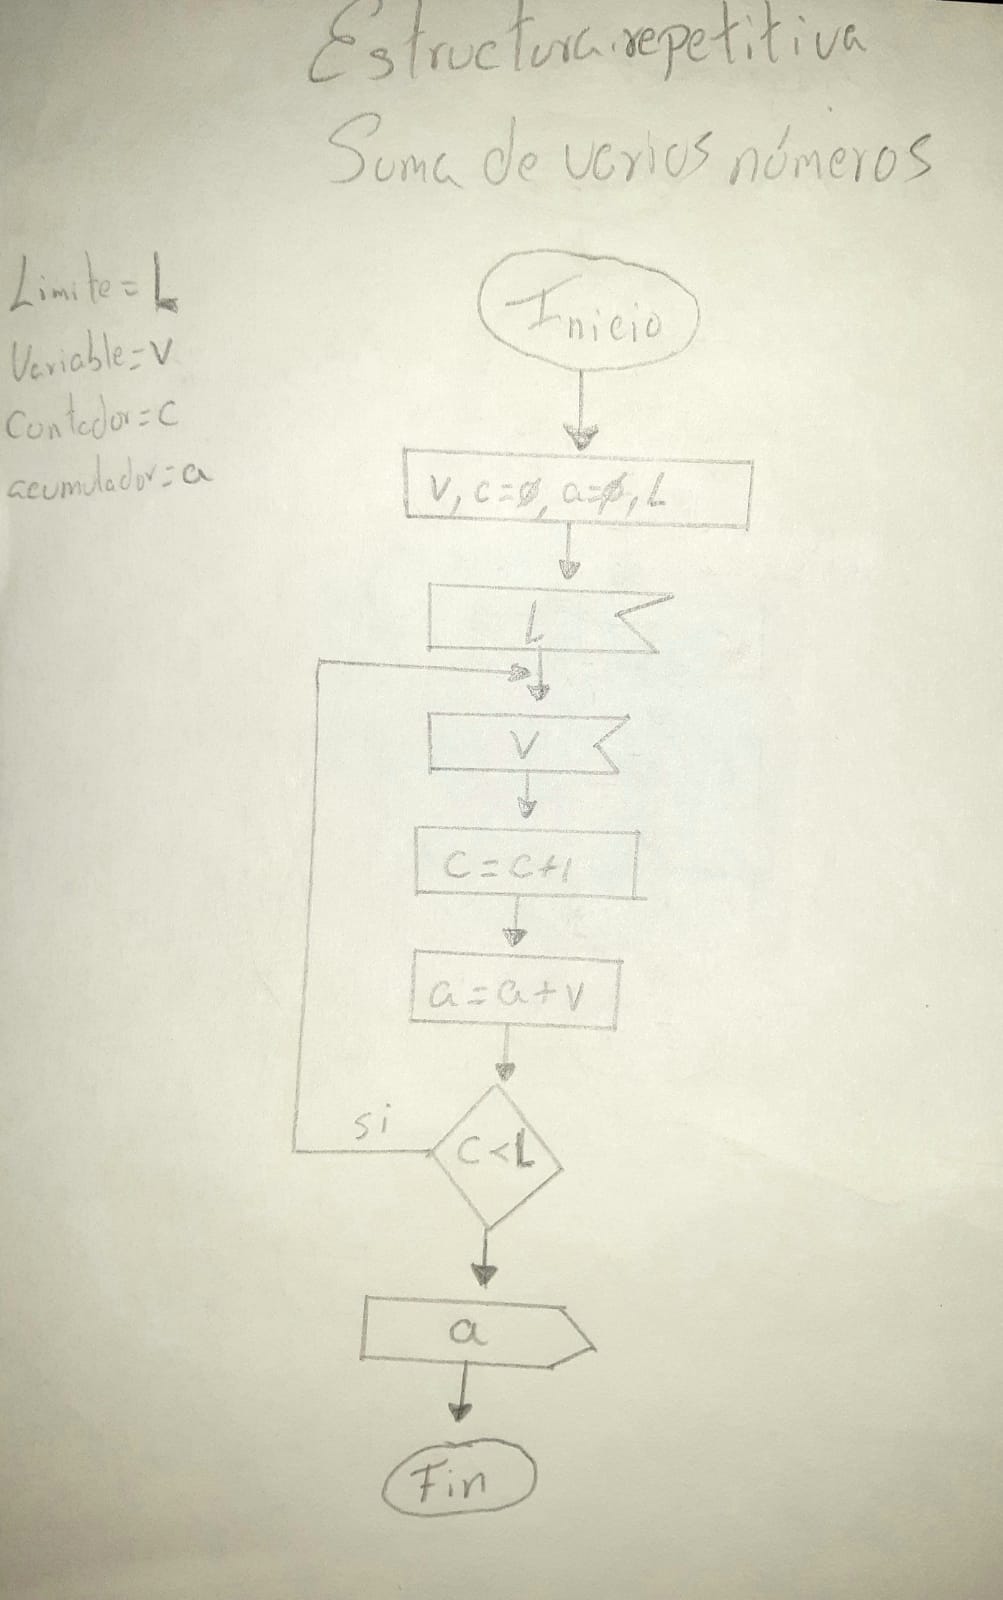 Estructura repetitiva
Suma de varios números
Limite = L
Variable = V
Contador = C
acumulador = a
Inicio
V, c=ø, a=ø, L
L
V
C = C+1
a = a+v
si
C<L
a
Fin